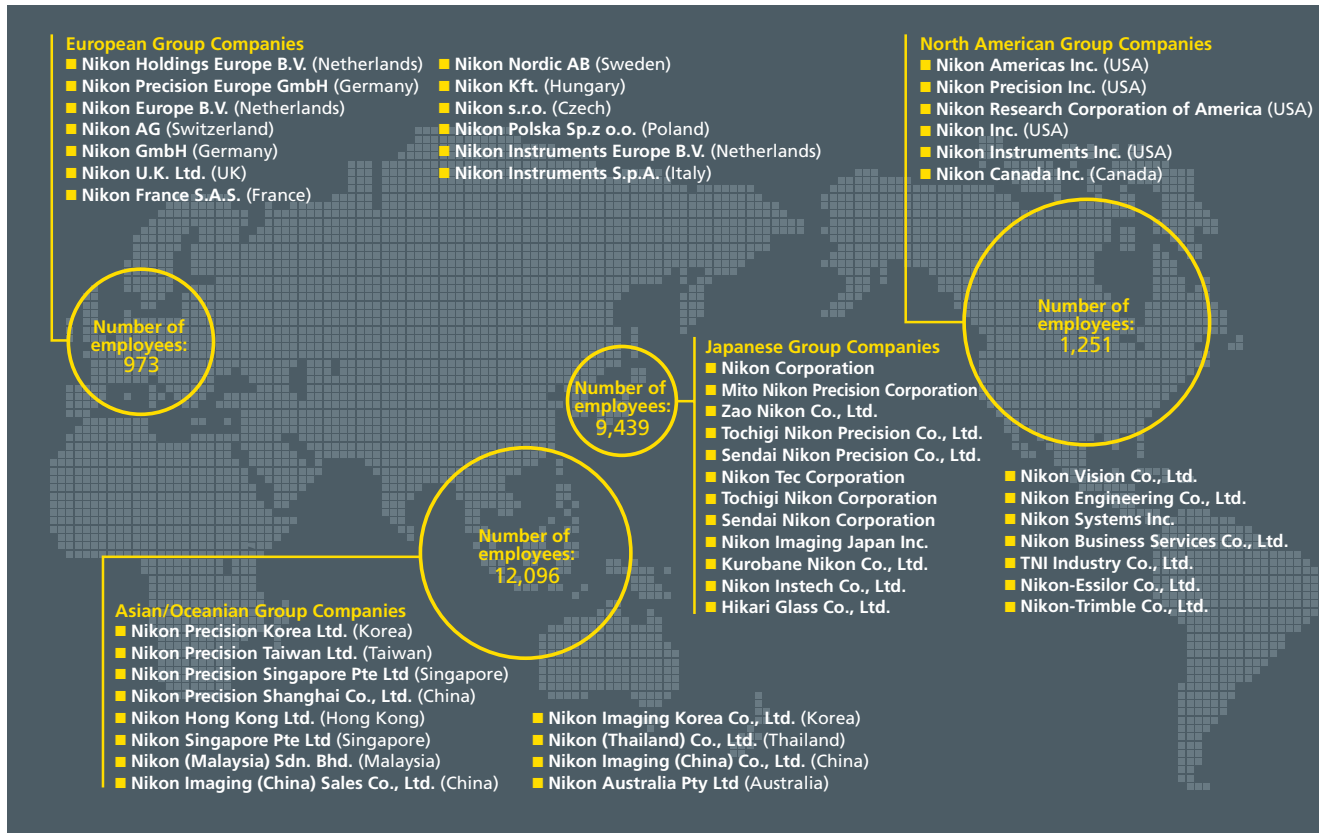 European Group Companies
■ Nikon Holdings Europe B.V. (Netherlands)
■ Nikon Precision Europe GmbH (Germany)
■ Nikon Europe B.V. (Netherlands)
■ Nikon AG (Switzerland)
■ Nikon GmbH (Germany)
■ Nikon U.K. Ltd. (UK)
■ Nikon France S.A.S. (France)
■ Nikon Nordic AB (Sweden)
■ Nikon Kft. (Hungary)
■ Nikon s.r.o. (Czech)
■ Nikon Polska Sp.z o.o. (Poland)
■ Nikon Instruments Europe B.V. (Netherlands)
■ Nikon Instruments S.p.A. (Italy)
Number of
employees:
973
North American Group Companies
■ Nikon Americas Inc. (USA)
■ Nikon Precision Inc. (USA)
■ Nikon Research Corporation of America (USA)
■ Nikon Inc. (USA)
■ Nikon Instruments Inc. (USA)
■ Nikon Canada Inc. (Canada)
Number of
employees:
1,251
Number of
employees:
9,439
Japanese Group Companies
■ Nikon Corporation
■ Mito Nikon Precision Corporation
■ Zao Nikon Co., Ltd.
■ Tochigi Nikon Precision Co., Ltd.
■ Sendai Nikon Precision Co., Ltd.
■ Nikon Tec Corporation
■ Tochigi Nikon Corporation
■ Sendai Nikon Corporation
■ Nikon Imaging Japan Inc.
■ Kurobane Nikon Co., Ltd.
■ Nikon Instech Co., Ltd.
■ Hikari Glass Co., Ltd.
■ Nikon Vision Co., Ltd.
■ Nikon Engineering Co., Ltd.
■ Nikon Systems Inc.
■ Nikon Business Services Co., Ltd.
■ TNI Industry Co., Ltd.
■ Nikon-Essilor Co., Ltd.
■ Nikon-Trimble Co., Ltd.
Number of
employees:
12,096
Asian/Oceanian Group Companies
■ Nikon Precision Korea Ltd. (Korea)
■ Nikon Precision Taiwan Ltd. (Taiwan)
■ Nikon Precision Singapore Pte Ltd (Singapore)
■ Nikon Precision Shanghai Co., Ltd. (China)
■ Nikon Hong Kong Ltd. (Hong Kong)
■ Nikon Singapore Pte Ltd (Singapore)
■ Nikon (Malaysia) Sdn. Bhd. (Malaysia)
■ Nikon Imaging (China) Sales Co., Ltd. (China)
■ Nikon Imaging Korea Co., Ltd. (Korea)
■ Nikon (Thailand) Co., Ltd. (Thailand)
■ Nikon Imaging (China) Co., Ltd. (China)
■ Nikon Australia Pty Ltd (Australia)